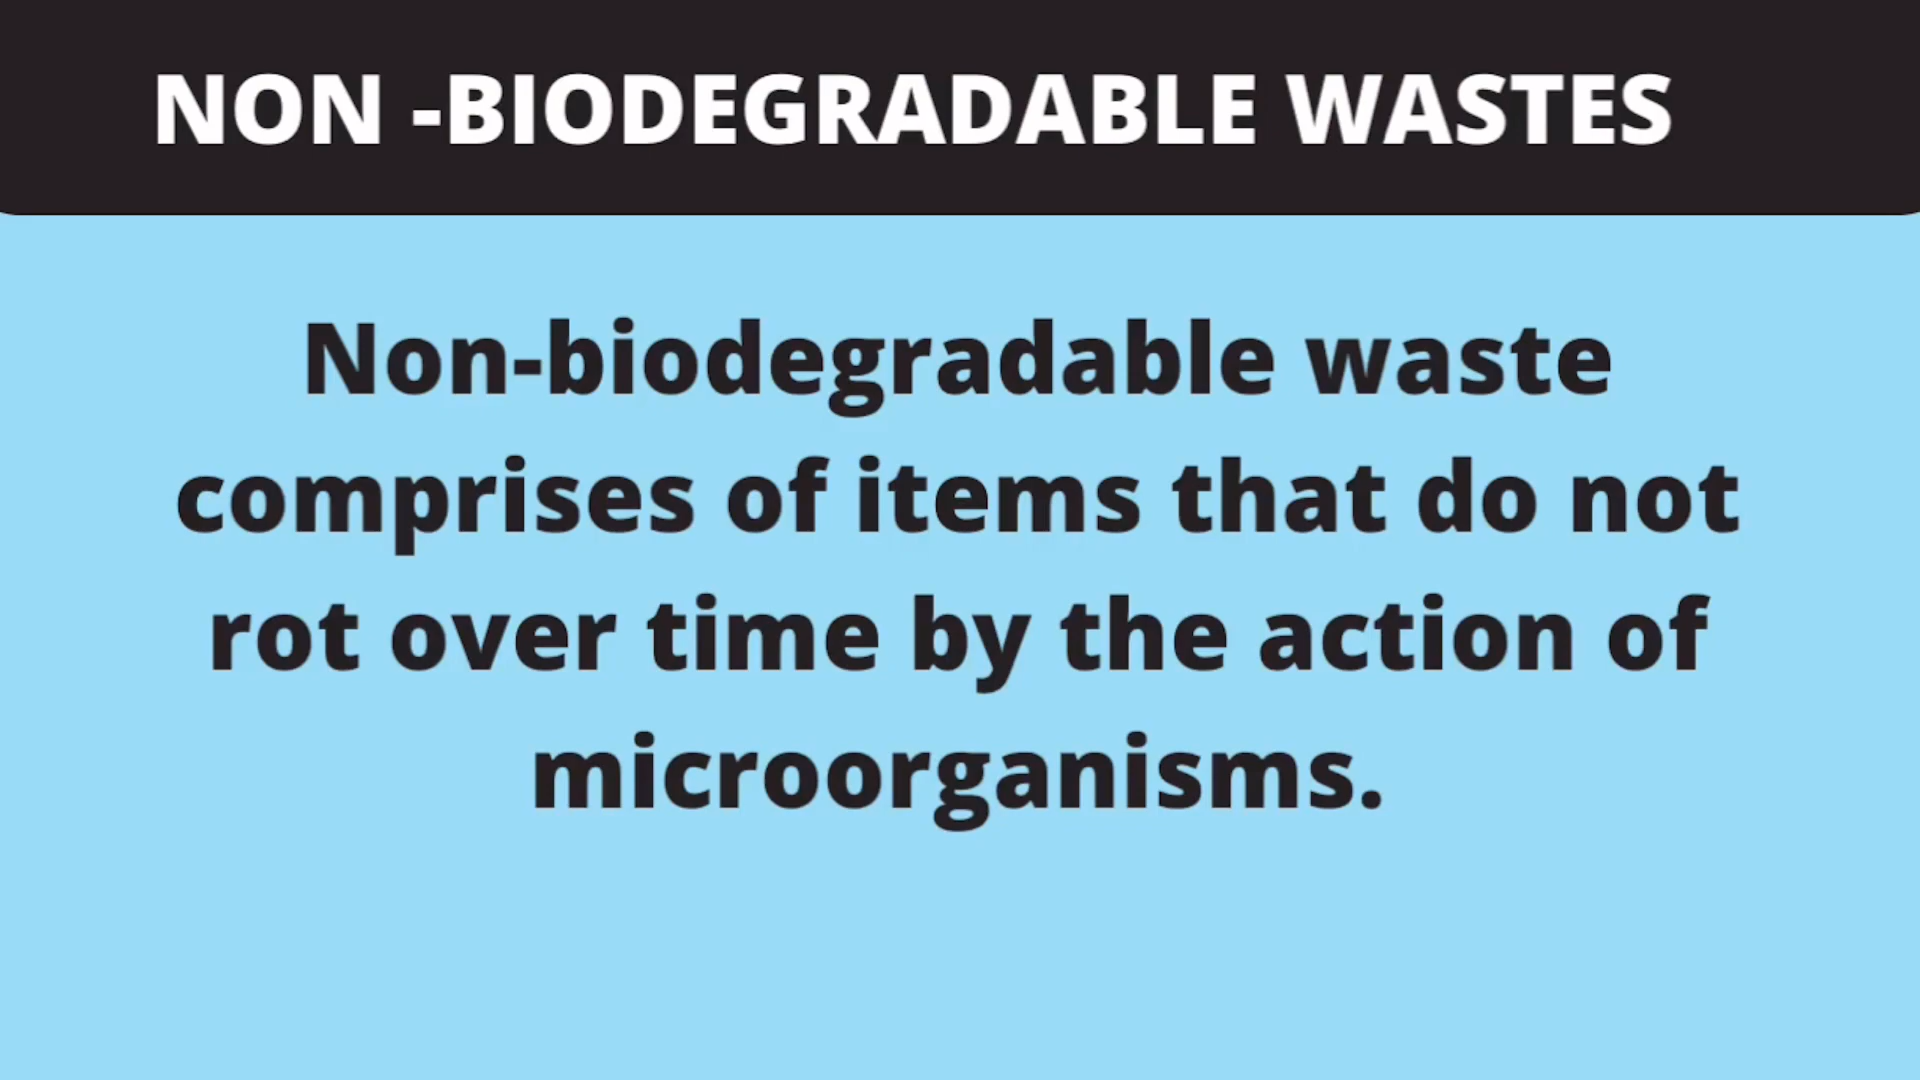 NON -BIODEGRADABLE WASTES
Non-biodegradable waste
comprises of items that do not
rot over time by the action of
microorganisms.